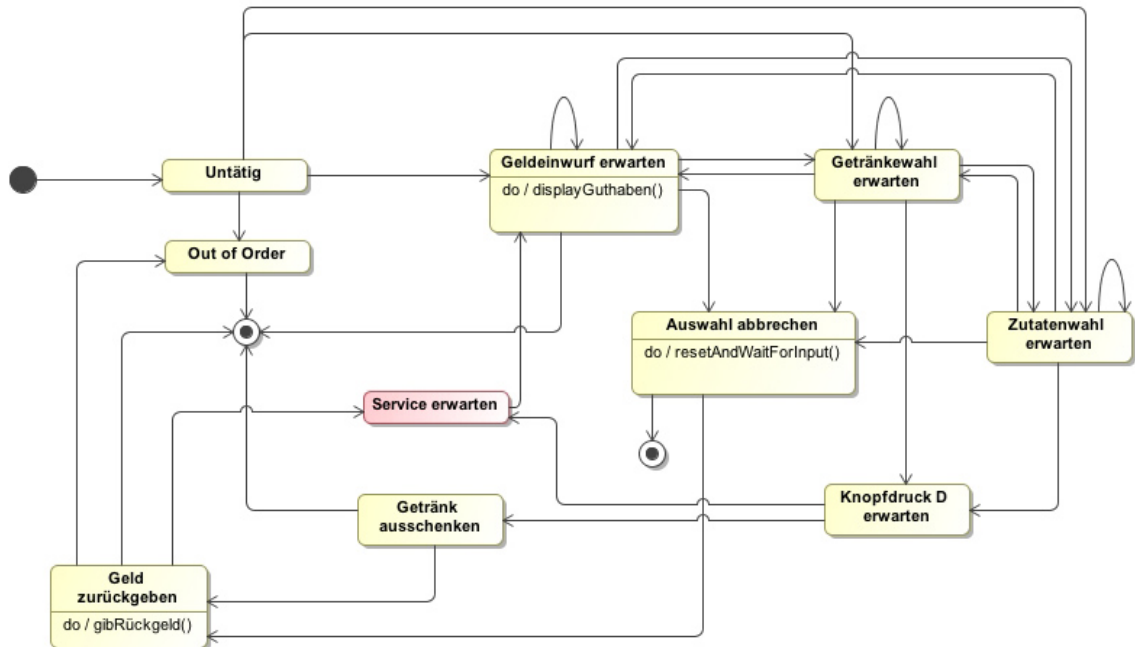 Untätig
Geldeinwurf erwarten
do / displayGuthaben()
Getränkewahl
erwarten
Out of Order
Auswahl abbrechen
do / resetAndWaitForInput()
Zutatenwahl
erwarten
Service erwarten
Getränk
ausschenken
Knopfdruck D
erwarten
Geld
zurückgeben
do / gibRückgeld()